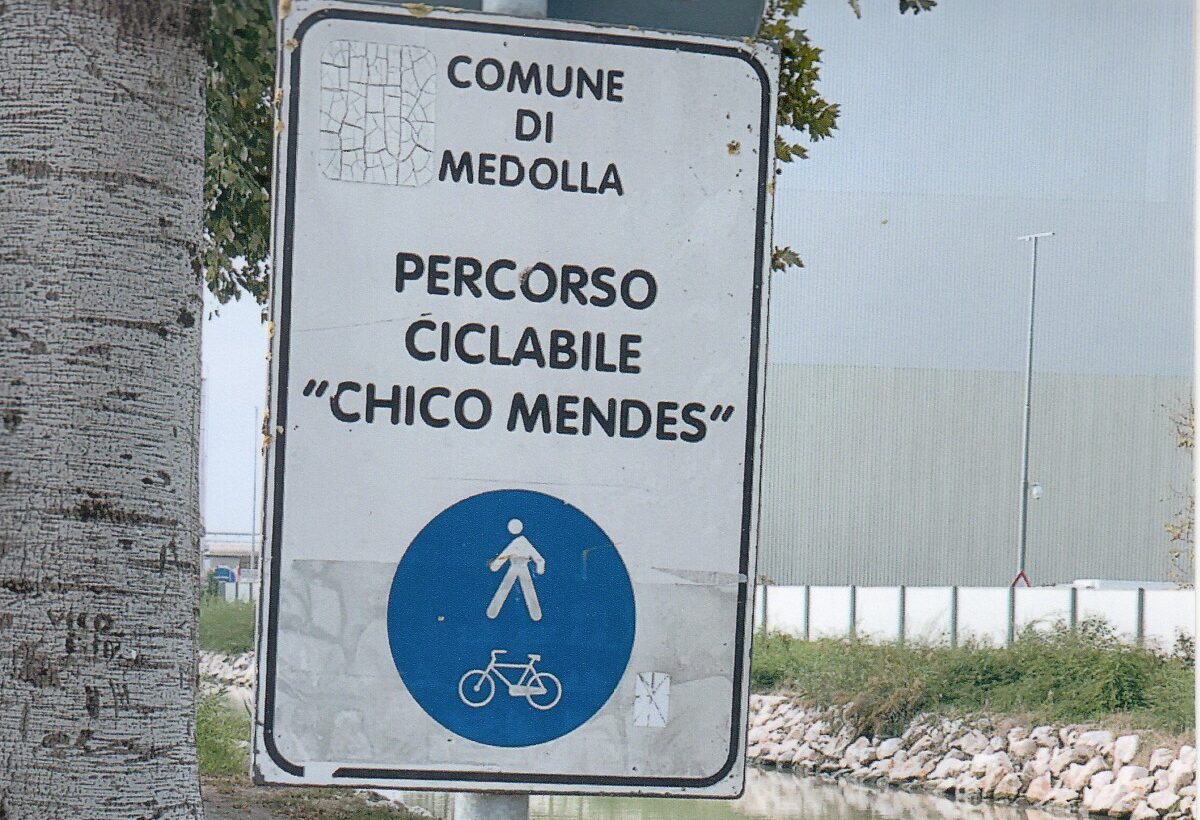 COMUNE
DI
MEDOLLA
PERCORSO
CICLABILE
"CHICO MENDES"